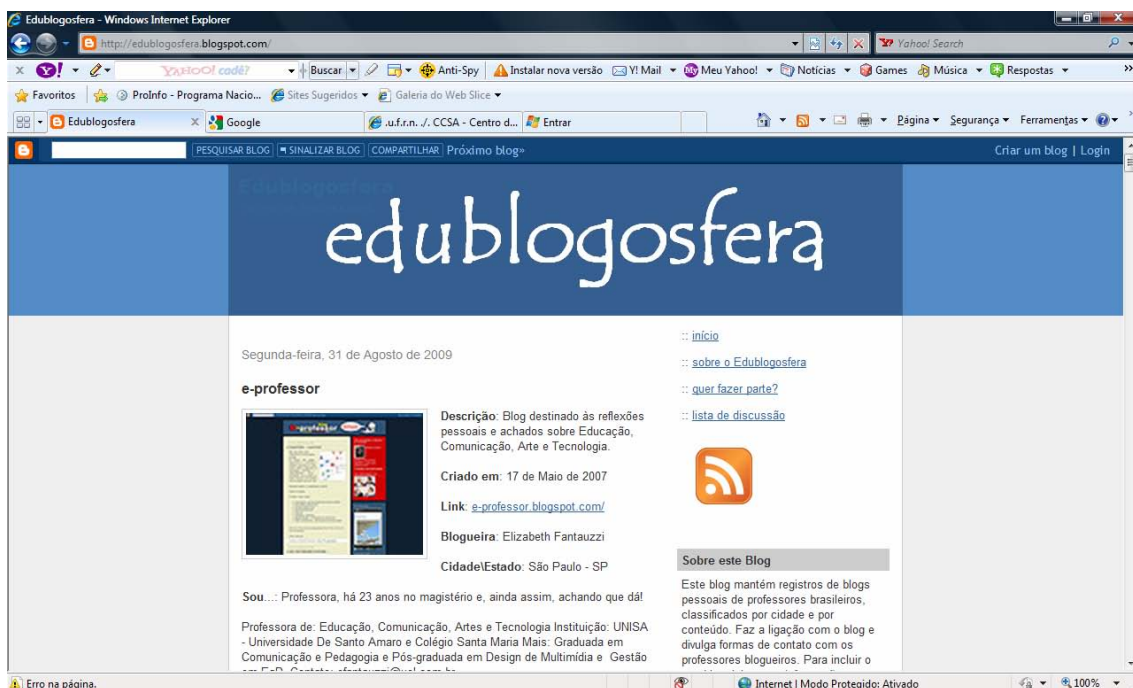 Edublogosfera - Windows Internet Explorer
http://edublogosfera.blogspot.com/
Yahoo! Search
x Y! YAHOO! cadê? Buscar Anti-Spy Instalar nova versão Y! Mail Meu Yahoo! Notícias Games Música Respostas »
Favoritos ProInfo - Programa Nacio... Sites Sugeridos Galeria do Web Slice
Edublogosfera x Google .u.f.r.n. ./. CCSA - Centro d... Entrar Página Segurança Ferramentas
PESQUISAR BLOG SINALIZAR BLOG COMPARTILHAR Próximo blog» Criar um blog | Login
Edublogosfera
edublogosfera
Segunda-feira, 31 de Agosto de 2009
e-professor
Descrição: Blog destinado às reflexões
pessoais e achados sobre Educação,
Comunicação, Arte e Tecnologia.
Criado em: 17 de Maio de 2007
Link: e-professor.blogspot.com/
Blogueira: Elizabeth Fantauzzi
Cidade\Estado: São Paulo - SP
Sou...: Professora, há 23 anos no magistério e, ainda assim, achando que dá!
Professora de: Educação, Comunicação, Artes e Tecnologia Instituição: UNISA
- Universidade De Santo Amaro e Colégio Santa Maria Mais: Graduada em
Comunicação e Pedagogia e Pós-graduada em Design de Multimídia e Gestão
:: início
:: sobre o Edublogosfera
:: quer fazer parte?
:: lista de discussão
Sobre este Blog
Este blog mantém registros de blogs
pessoais de professores brasileiros,
classificados por cidade e por
conteúdo. Faz a ligação com o blog e
divulga formas de contato com os
professores blogueiros. Para incluir o
Erro na página.
Internet | Modo Protegido: Ativado
100%